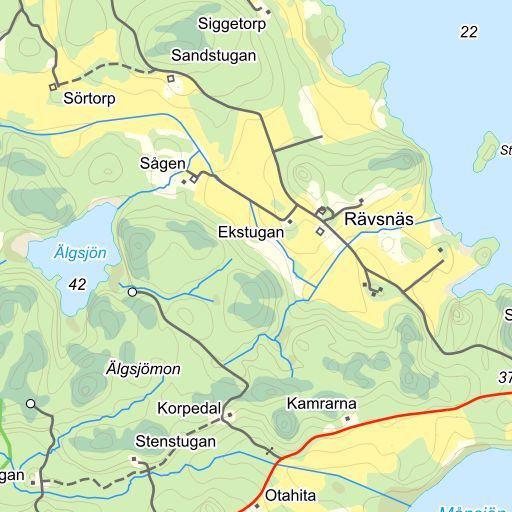 Siggetorp
22
Sandstugan
Sörtorp
Sågen
Rävsnäs
Ekstugan
Älgsjön
42
Älgsjömon
37
Korpedal
Kamrarna
Stenstugan
gan
Otahita